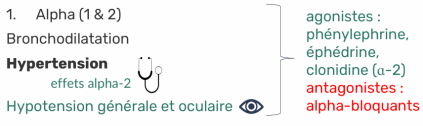 1. Alpha (1 & 2)
Bronchodilatation
Hypertension
effets alpha-2
Hypotension générale et oculaire
agonistes :
phényléphrine,
éphédrine,
clonidine (α-2)
antagonistes :
alpha-bloquants